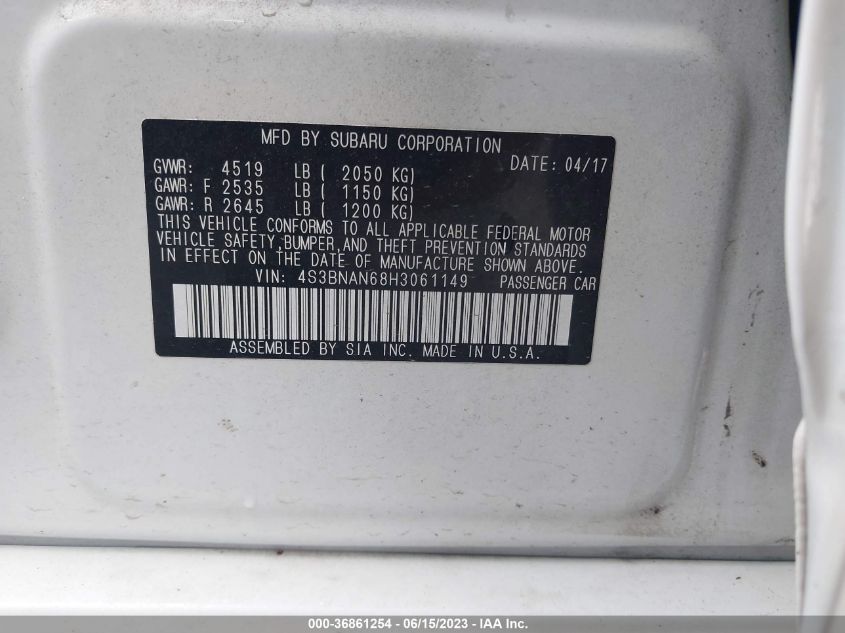 MFD BY SUBARU CORPORATION
GVWR: 4519 LB ( 2050 KG) DATE: 04/17
GAWR: F 2535 LB ( 1150 KG)
GAWR: R 2645 LB ( 1200 KG)
THIS VEHICLE CONFORMS TO ALL APPLICABLE FEDERAL MOTOR
VEHICLE SAFETY,BUMPER,AND THEFT PREVENTION STANDARDS
IN EFFECT ON THE DATE OF MANUFACTURE SHOWN ABOVE.
VIN: 4S3BNAN68H3061149 PASSENGER CAR
ASSEMBLED BY SIA INC. MADE IN U.S.A.
000-36861254 - 06/15/2023 - IAA Inc.